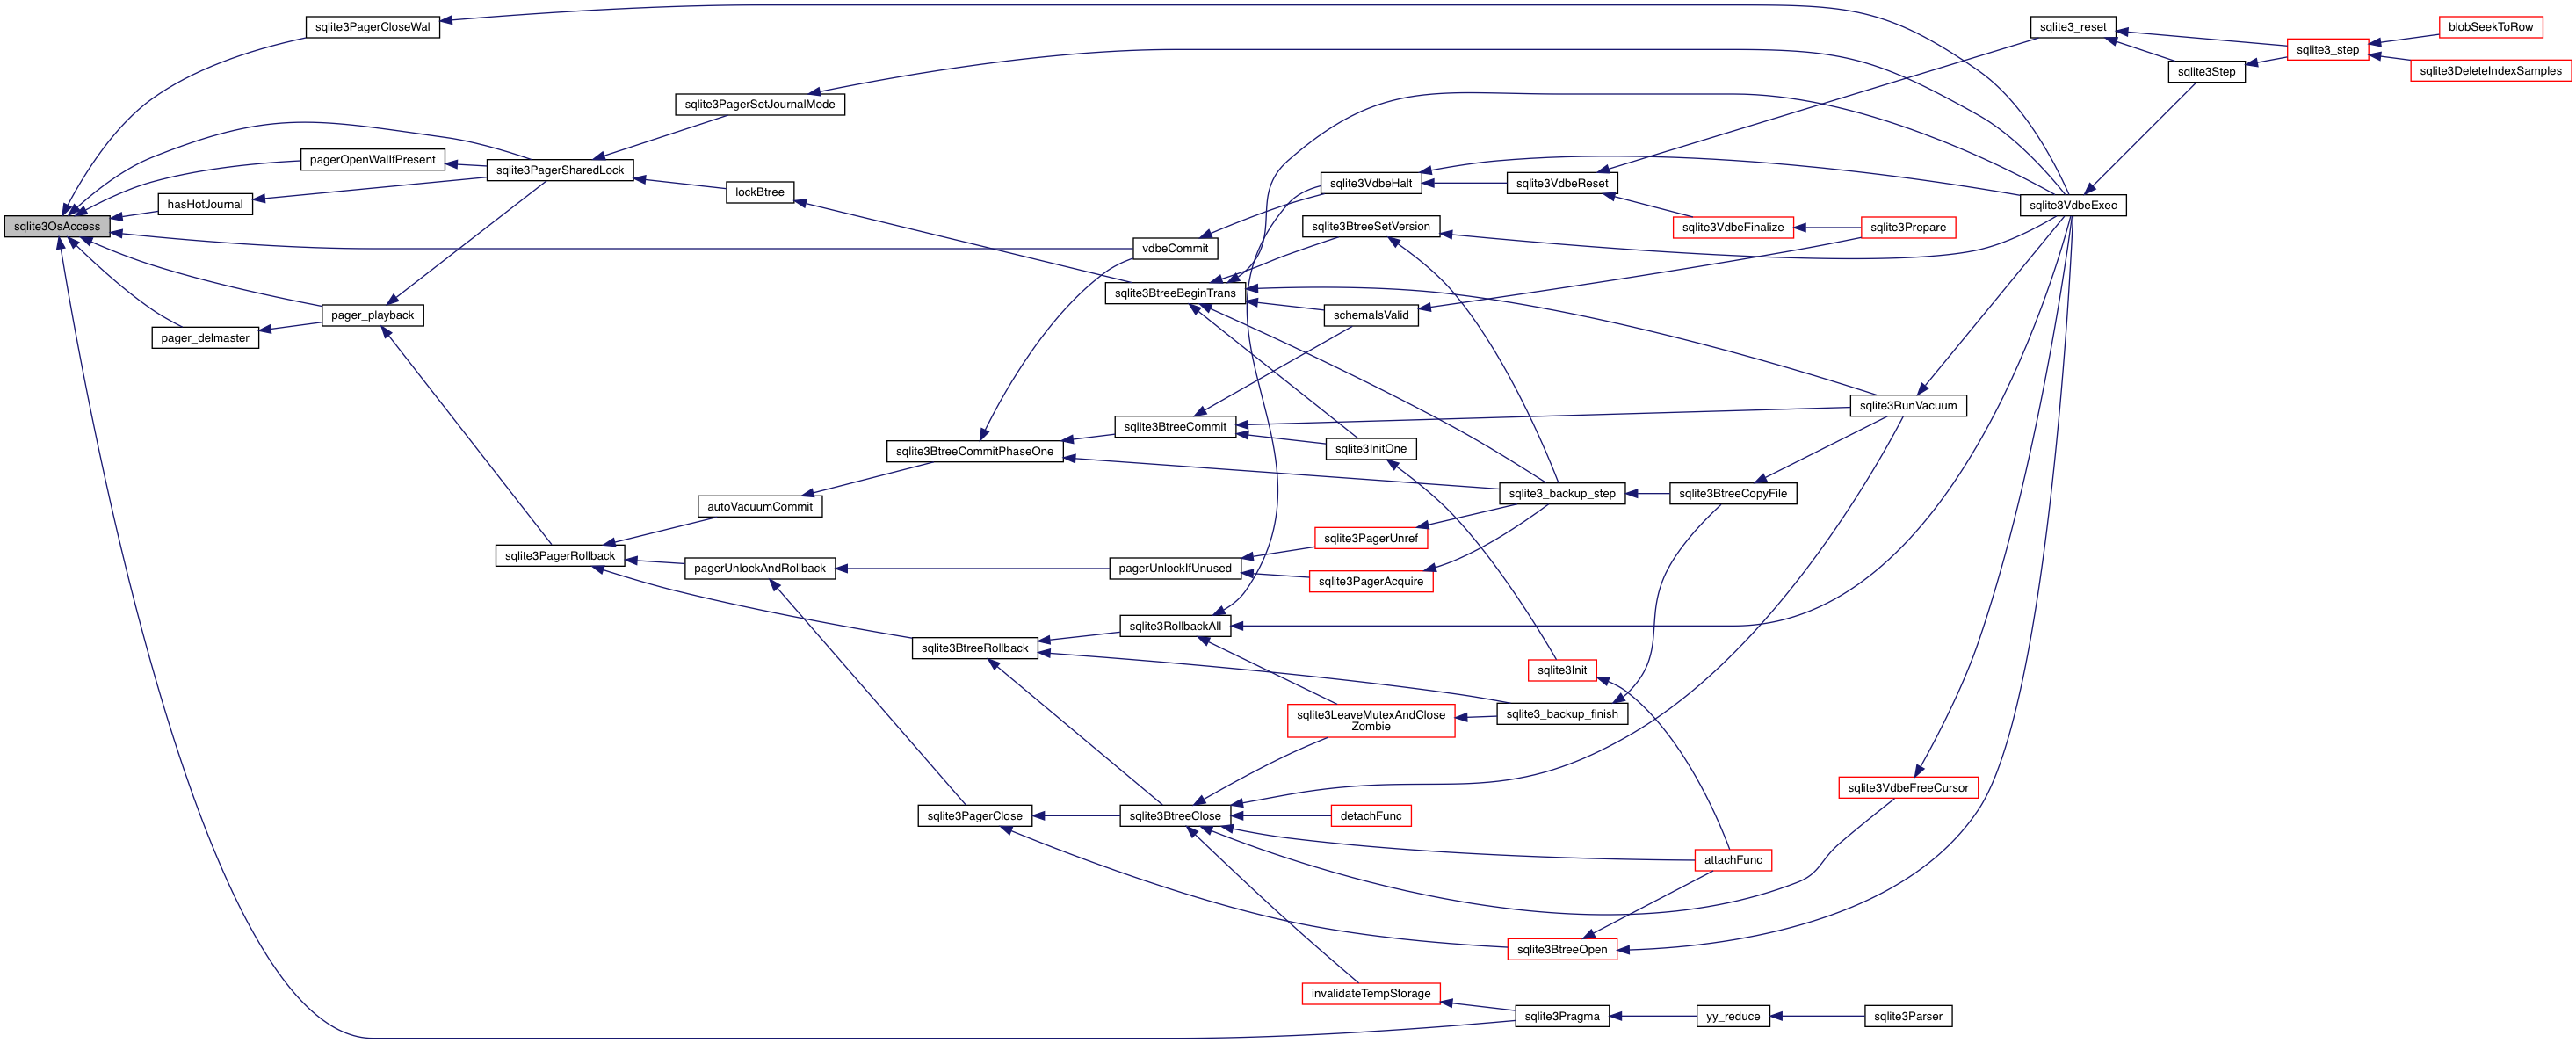 sqlite3PagerCloseWal
sqlite3_reset
blobSeekToRow
sqlite3_step
sqlite3Step
sqlite3DeleteIndexSamples
sqlite3PagerSetJournalMode
pagerOpenWalIfPresent
sqlite3PagerSharedLock
lockBtree
sqlite3VdbeHalt
sqlite3VdbeReset
hasHotJournal
sqlite3VdbeExec
sqlite3OsAccess
sqlite3BtreeSetVersion
sqlite3VdbeFinalize
sqlite3Prepare
vdbeCommit
sqlite3BtreeBeginTrans
pager_playback
schemaIsValid
pager_delmaster
sqlite3RunVacuum
sqlite3BtreeCommit
sqlite3BtreeCommitPhaseOne
sqlite3InitOne
sqlite3_backup_step
sqlite3BtreeCopyFile
autoVacuumCommit
sqlite3PagerUnref
sqlite3PagerRollback
pagerUnlockAndRollback
pagerUnlockIfUnused
sqlite3PagerAcquire
sqlite3RollbackAll
sqlite3BtreeRollback
sqlite3Init
sqlite3LeaveMutexAndClose
Zombie
sqlite3_backup_finish
sqlite3VdbeFreeCursor
sqlite3PagerClose
sqlite3BtreeClose
detachFunc
attachFunc
sqlite3BtreeOpen
invalidateTempStorage
sqlite3Pragma
yy_reduce
sqlite3Parser